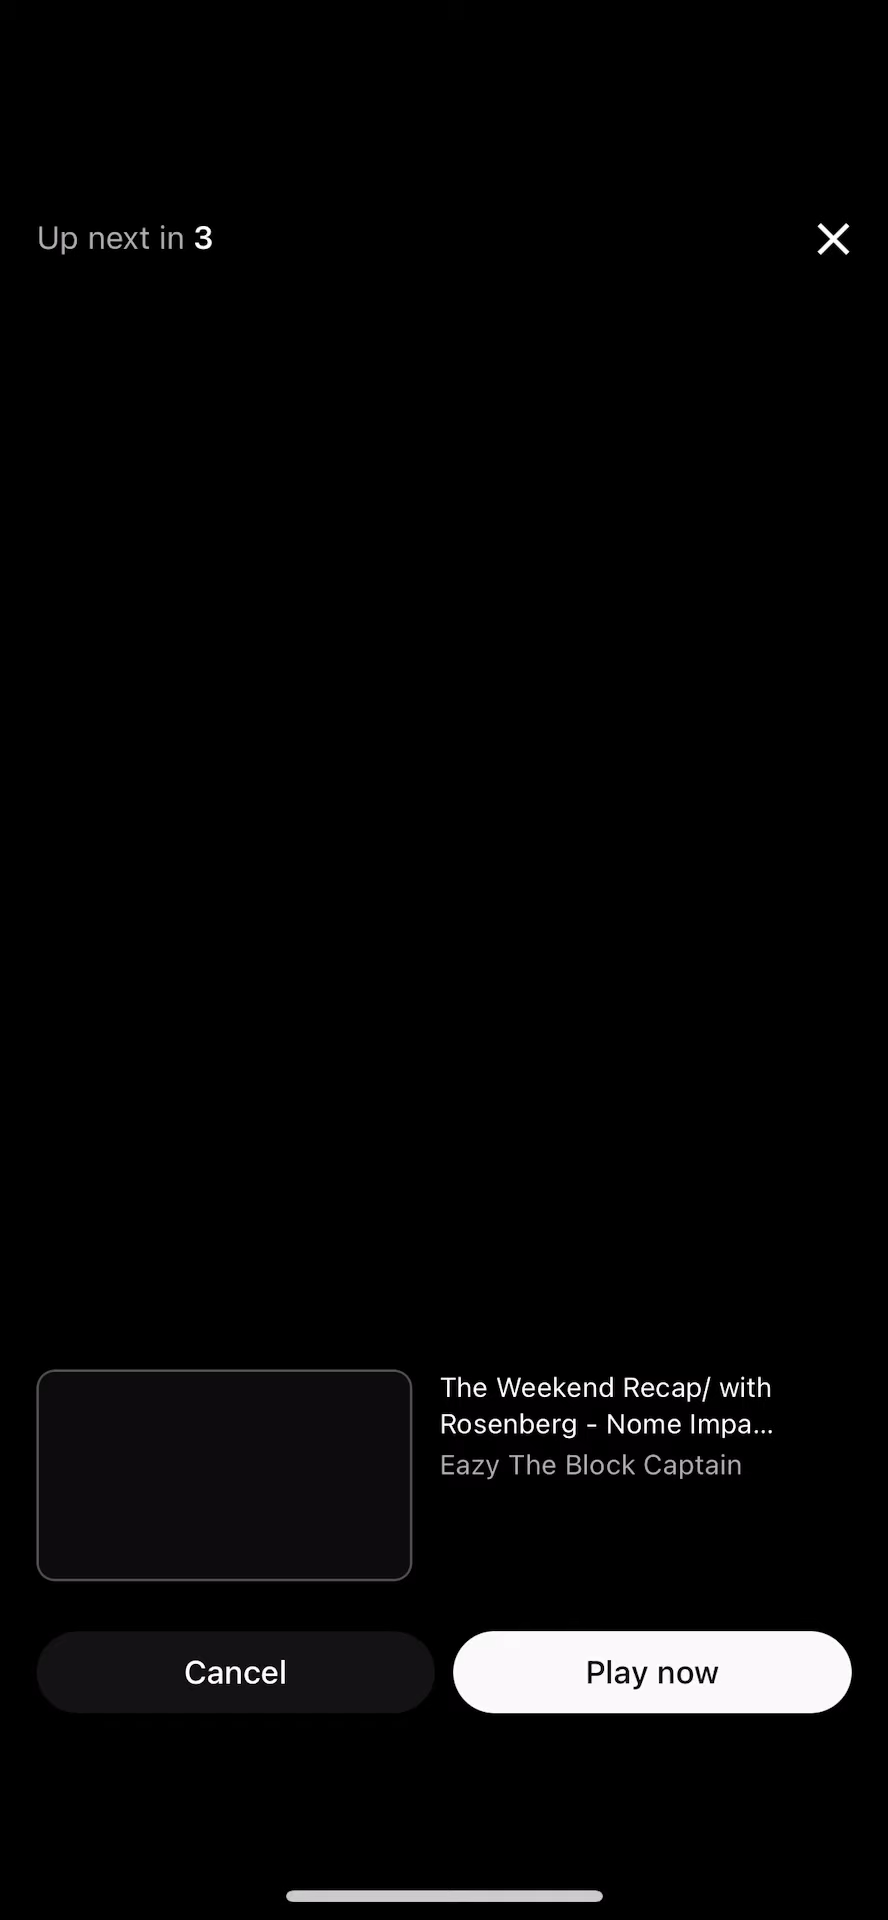 Up next in 3
The Weekend Recap/ with
Rosenberg - Nome Impa...
Eazy The Block Captain
Cancel
Play now